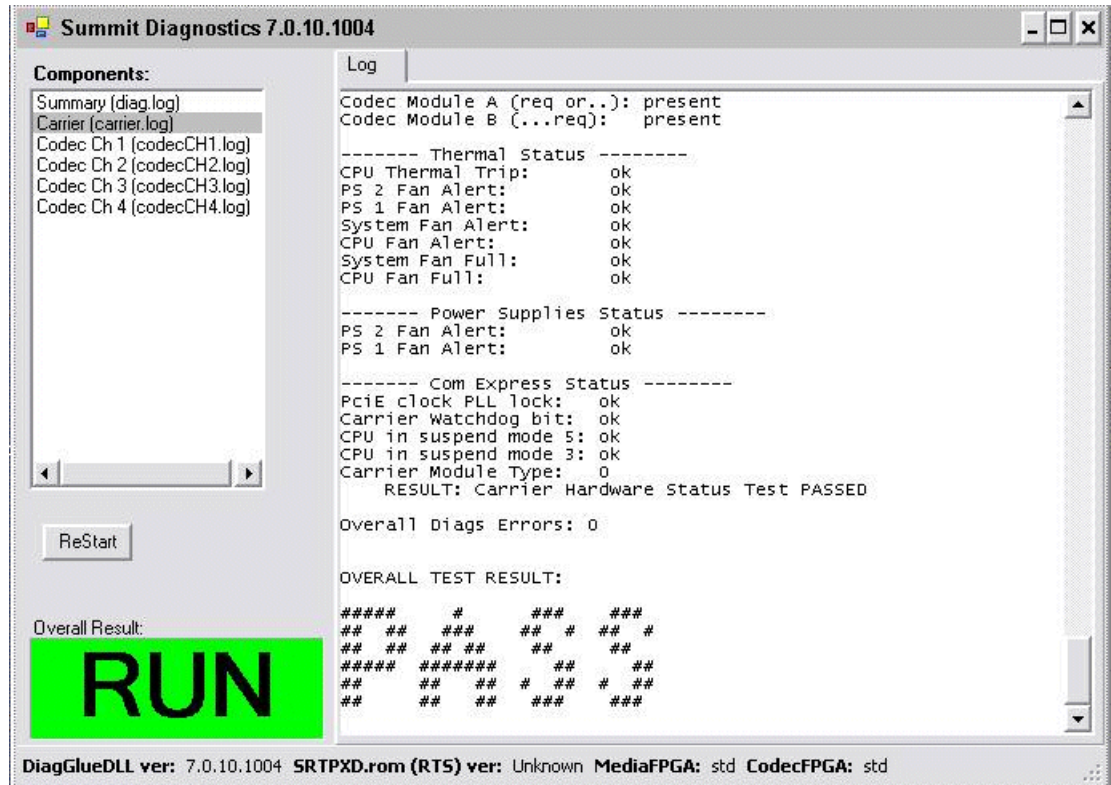 Summit Diagnostics 7.0.10.1004
Components:
Summary (diag.log)
Carrier (carrier.log)
Codec Ch 1 (codecCH1.log)
Codec Ch 2 (codecCH2.log)
Codec Ch 3 (codecCH3.log)
Codec Ch 4 (codecCH4.log)
ReStart
Overall Result:
RUN
Log
Codec Module A (req or..): present
Codec Module B (...req): present
------- Thermal Status --------
CPU Thermal Trip: ok
PS 2 Fan Alert: ok
PS 1 Fan Alert: ok
System Fan Alert: ok
CPU Fan Alert: ok
System Fan Full: ok
CPU Fan Full: ok
------- Power Supplies Status --------
PS 2 Fan Alert: ok
PS 1 Fan Alert: ok
------- Com Express Status --------
PciE clock PLL lock: ok
Carrier Watchdog bit: ok
CPU in suspend mode 5: ok
CPU in suspend mode 3: ok
Carrier Module Type: 0
RESULT: Carrier Hardware Status Test PASSED
Overall Diags Errors: 0
OVERALL TEST RESULT:
PASS
DiagGlueDLL ver: 7.0.10.1004 SRTPXD.rom (RTS) ver: Unknown MediaFPGA: std CodecFPGA: std